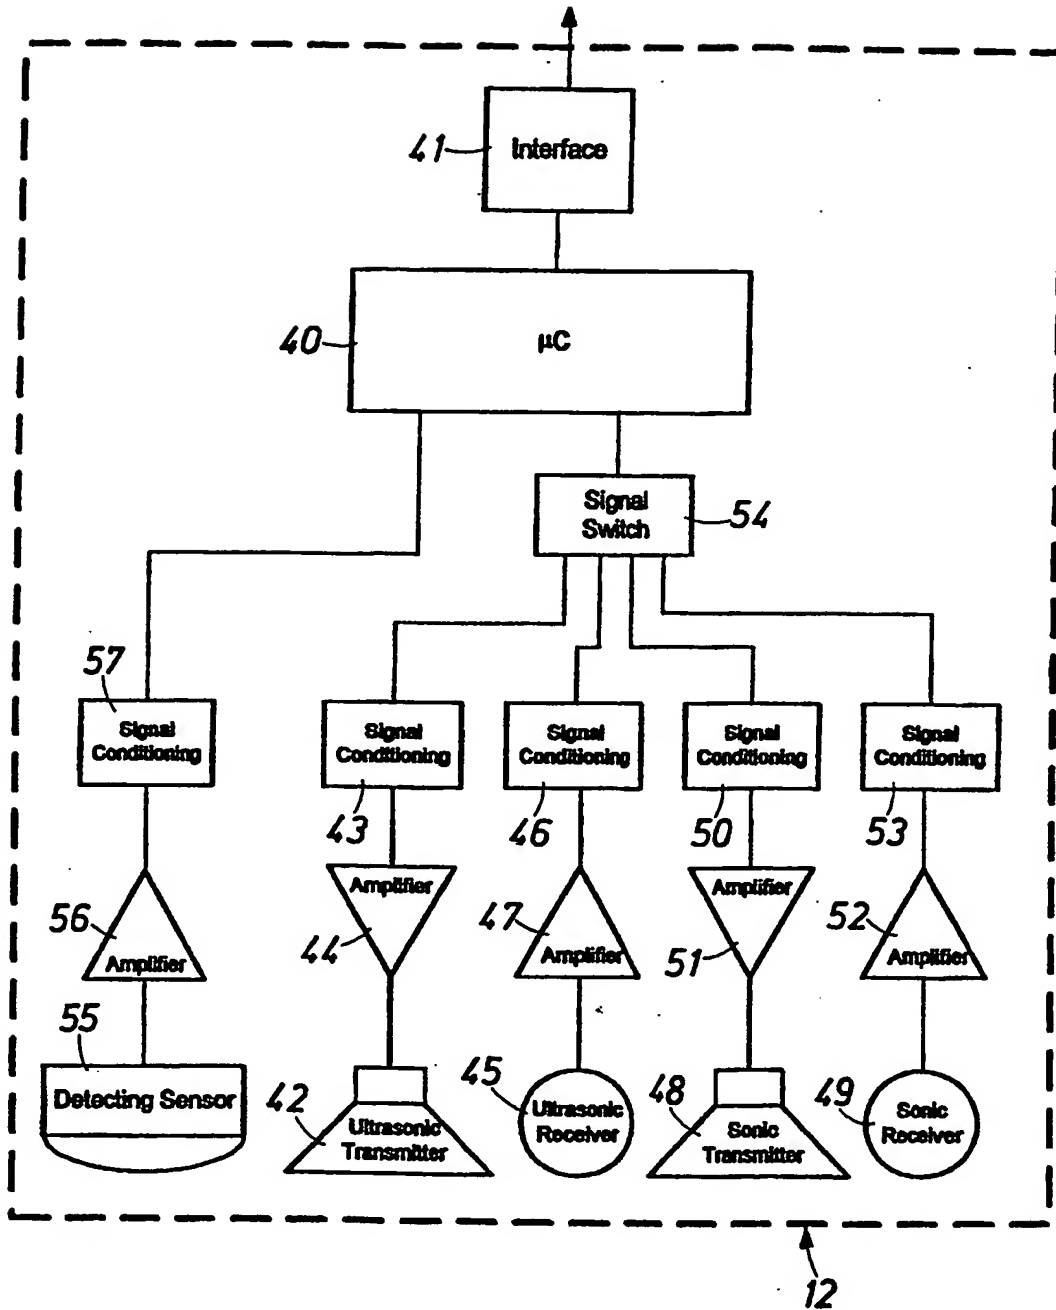 41
Interface
40
µC
Signal
Switch
54
57
Signal
Conditioning
Signal
Conditioning
Signal
Conditioning
Signal
Conditioning
Signal
Conditioning
43
46
50
53
Amplifier
Amplifier
56
Amplifier
44
47
Amplifier
51
52
Amplifier
55
Detecting Sensor
42
Ultrasonic
Transmitter
45
Ultrasonic
Receiver
48
Sonic
Transmitter
49
Sonic
Receiver
12